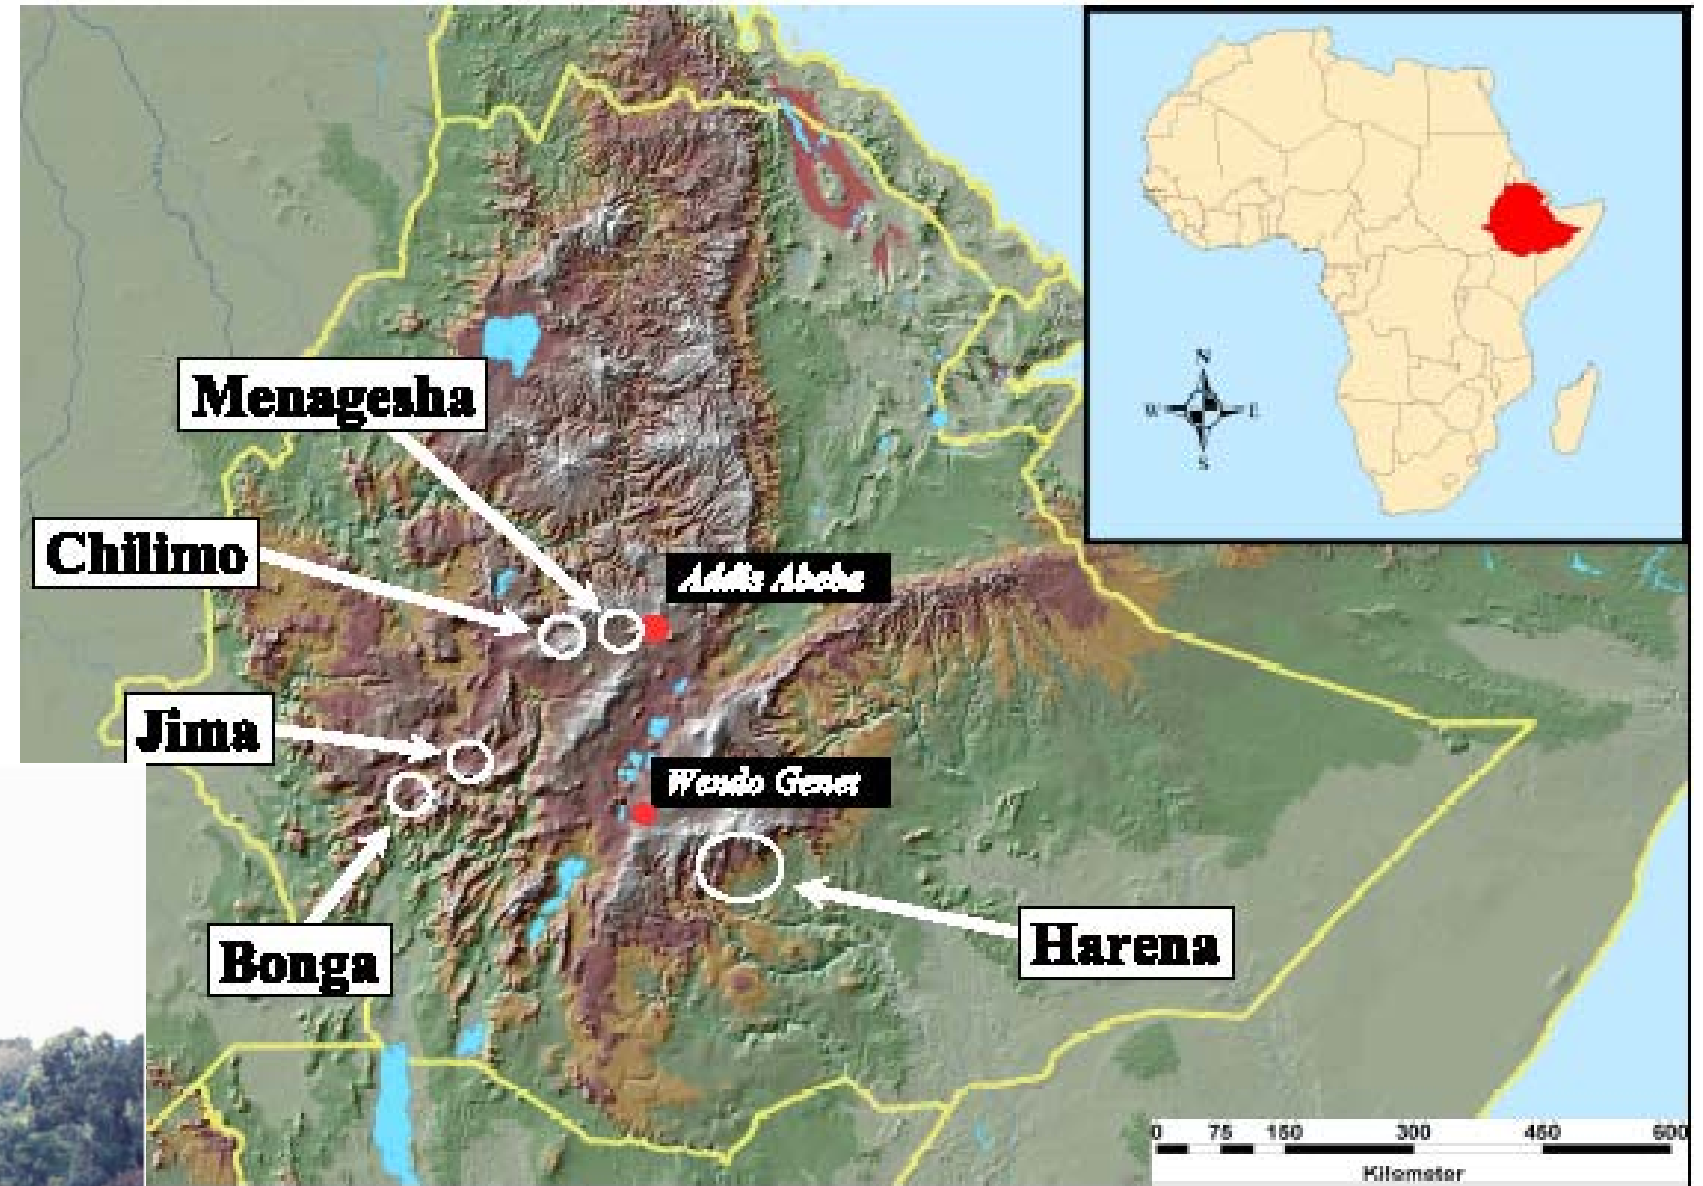 N
W E
S
Menagesha
Chilimo
Addis Abeba
Jima
Wendo Genet
Bonga
Harena
0 75 150 300 450 600
Kilometer